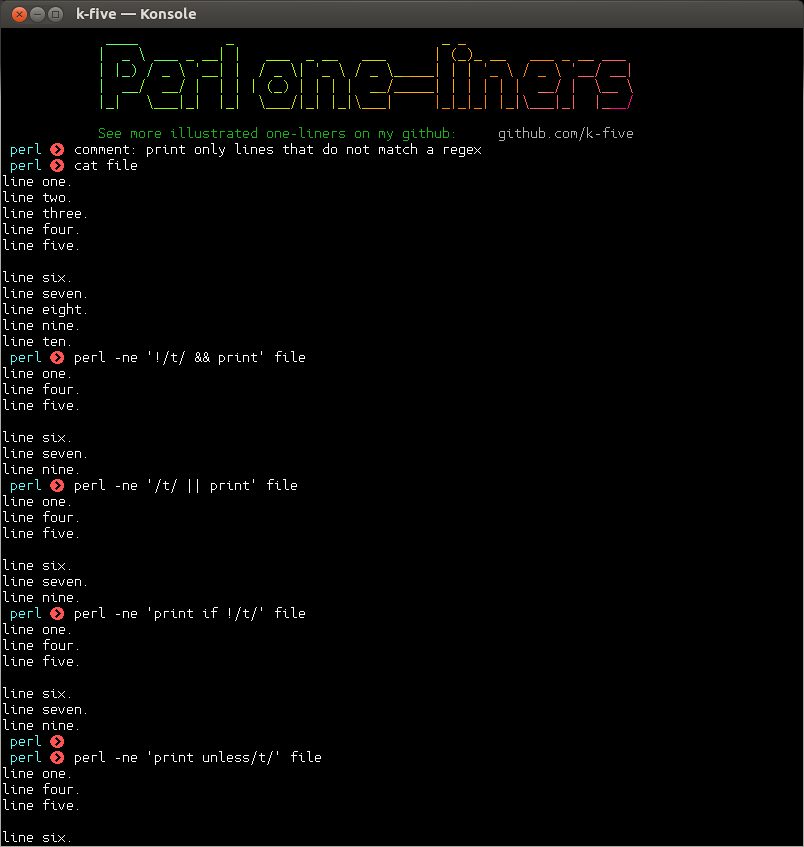 k-five — Konsole
Perl one-liners
See more illustrated one-liners on my github: github.com/k-five
perl comment: print only lines that do not match a regex
perl cat file
line one.
line two.
line three.
line four.
line five.
line six.
line seven.
line eight.
line nine.
line ten.
perl perl -ne '!/t/ && print' file
line one.
line four.
line five.
line six.
line seven.
line nine.
perl perl -ne '/t/ || print' file
line one.
line four.
line five.
line six.
line seven.
line nine.
perl perl -ne 'print if !/t/' file
line one.
line four.
line five.
line six.
line seven.
line nine.
perl
perl perl -ne 'print unless/t/' file
line one.
line four.
line five.
line six.